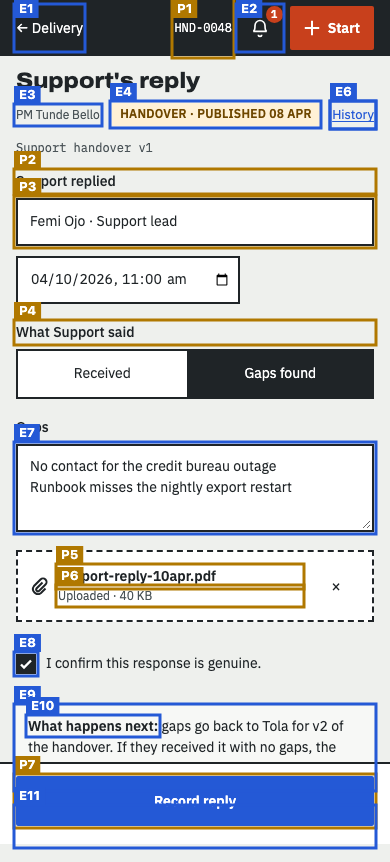 E1
P1
E2
← Delivery
HND-0048
1
+ Start
Support's reply
E3
E4
E6
PM Tunde Bello
HANDOVER · PUBLISHED 08 APR
History
Support handover v1
P2
Support replied
P3
Femi Ojo · Support lead
04/10/2026, 11:00 am
P4
What Support said
Received
Gaps found
E7
No contact for the credit bureau outage
Runbook misses the nightly export restart
P5
P6
support-reply-10apr.pdf
Uploaded · 40 KB
×
E8
I confirm this response is genuine.
E9
E10
What happens next: gaps go back to Tola for v2 of
the handover. If they received it with no gaps, the
P7
E11
Record reply